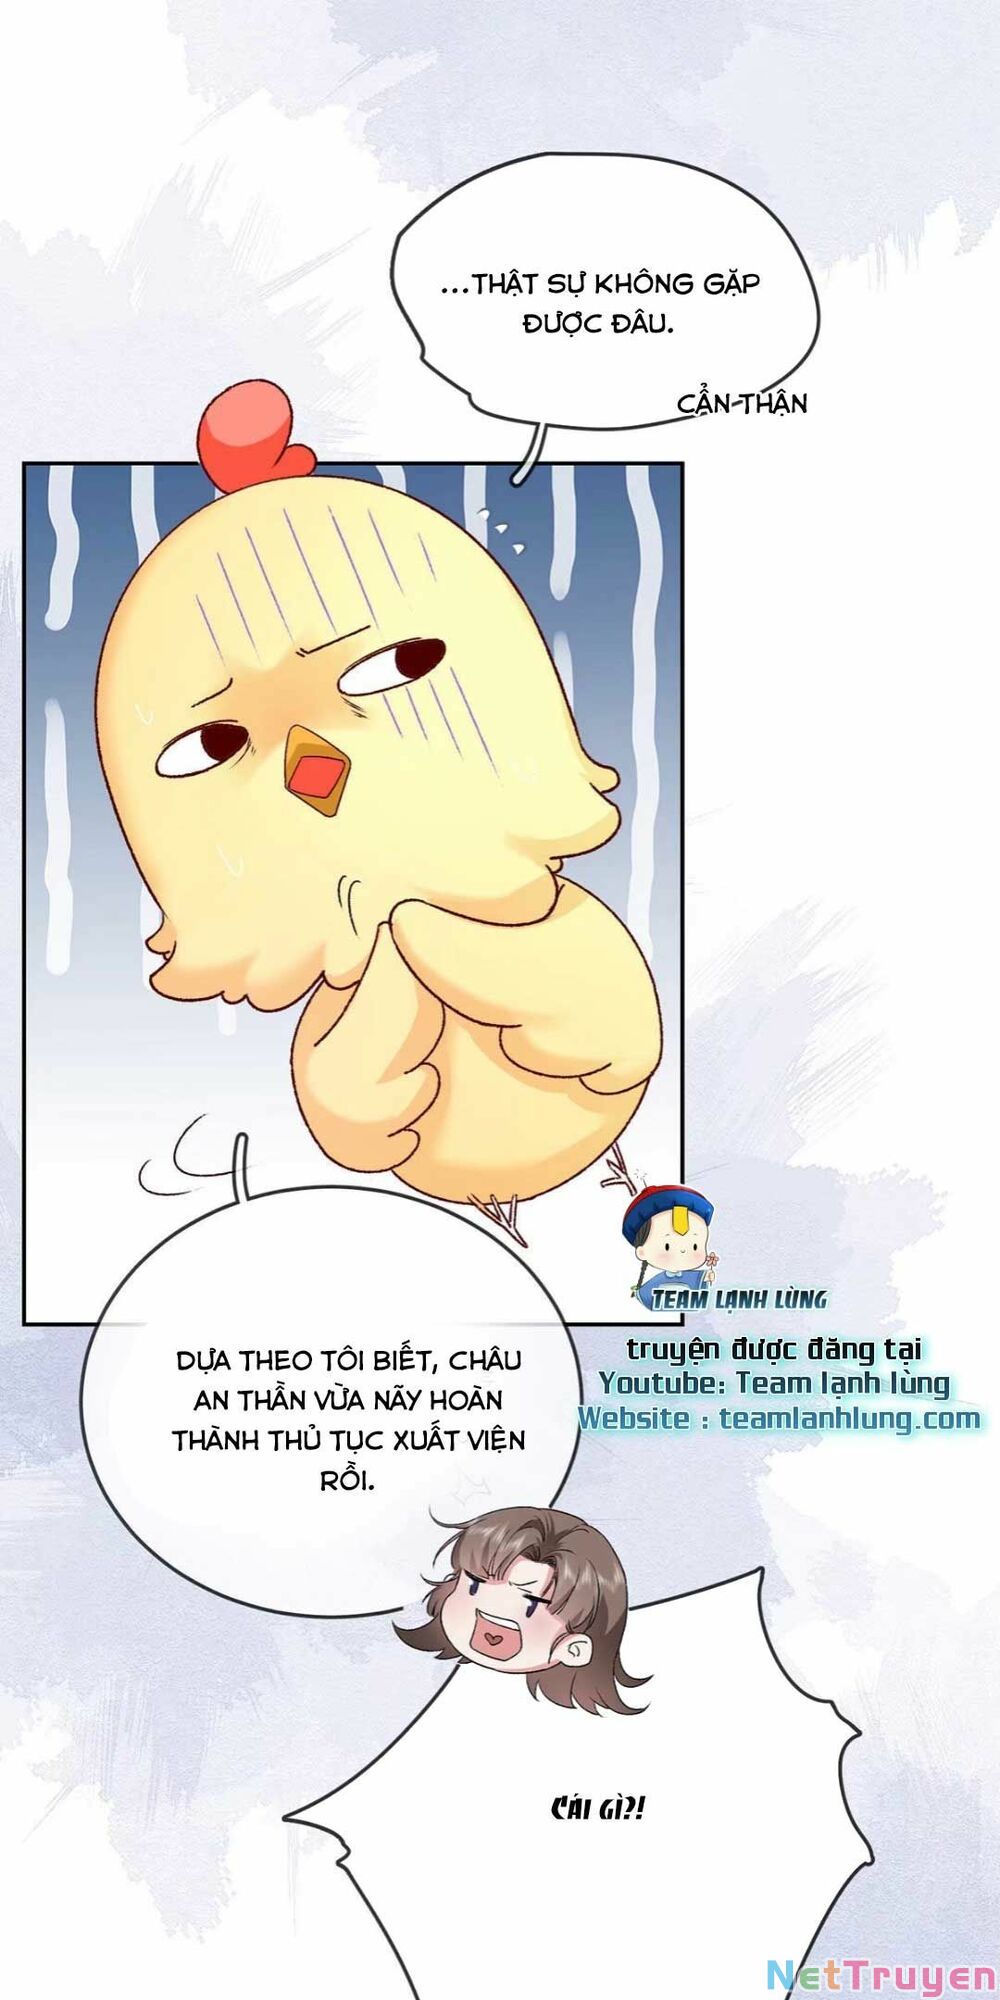 ...THẬT SỰ KHÔNG GẶP
ĐƯỢC ĐÂU.
CẨN THẬN
TEAM LẠNH LÙNG
truyện được đăng tại
Youtube: Team lạnh lùng
Website : teamlanhlung.com
DỰA THEO TÔI BIẾT, CHÂU
AN THẦN VỪA NÃY HOÀN
THÀNH THỦ TỤC XUẤT VIỆN
RỒI.
CÁI GÌ?!
NetTruyen